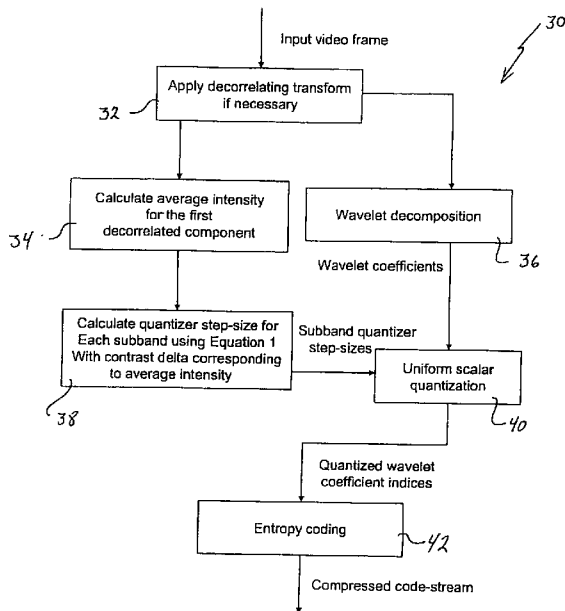 Input video frame
30
Apply decorrelating transform
if necessary
32
Calculate average intensity
for the first
decorrelated component
34
Wavelet decomposition
36
Wavelet coefficients
Calculate quantizer step-size for
Each subband using Equation 1
With contrast delta corresponding
to average intensity
38
Subband quantizer
step-sizes
Uniform scalar
quantization
40
Quantized wavelet
coefficient indices
Entropy coding
42
Compressed code-stream